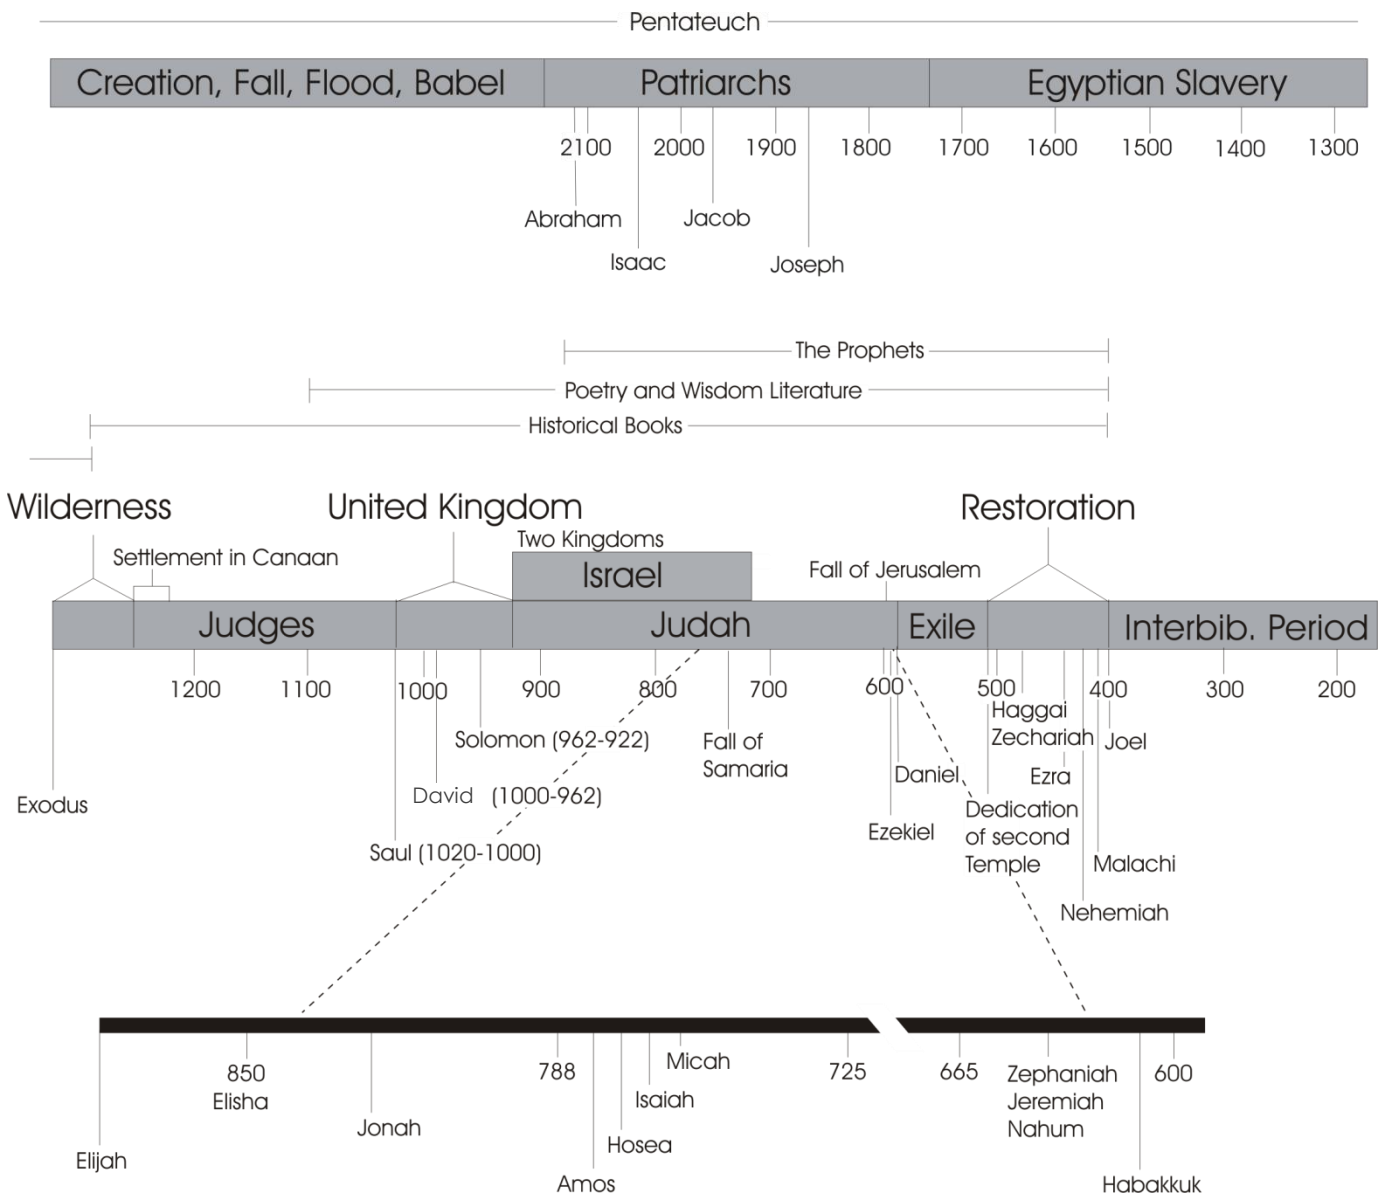 Pentateuch
Creation, Fall, Flood, Babel
Patriarchs
Egyptian Slavery
2100 2000 1900 1800 1700 1600 1500 1400 1300
Abraham
Jacob
Isaac
Joseph
The Prophets
Poetry and Wisdom Literature
Historical Books
Wilderness
United Kingdom
Restoration
Settlement in Canaan
Two Kingdoms
Israel
Fall of Jerusalem
Judges
Judah
Exile
Interbib. Period
1200 1100 1000 900 800 700 600 500 400 300 200
Haggai
Zechariah
Joel
Solomon (962-922)
Fall of
Samaria
Daniel
Ezra
Exodus
David (1000-962)
Dedication
of second
Temple
Ezekiel
Saul (1020-1000)
Malachi
Nehemiah
850
Elisha
788
Micah
725
665
Zephaniah
Jeremiah
Nahum
600
Isaiah
Jonah
Hosea
Elijah
Amos
Habakkuk